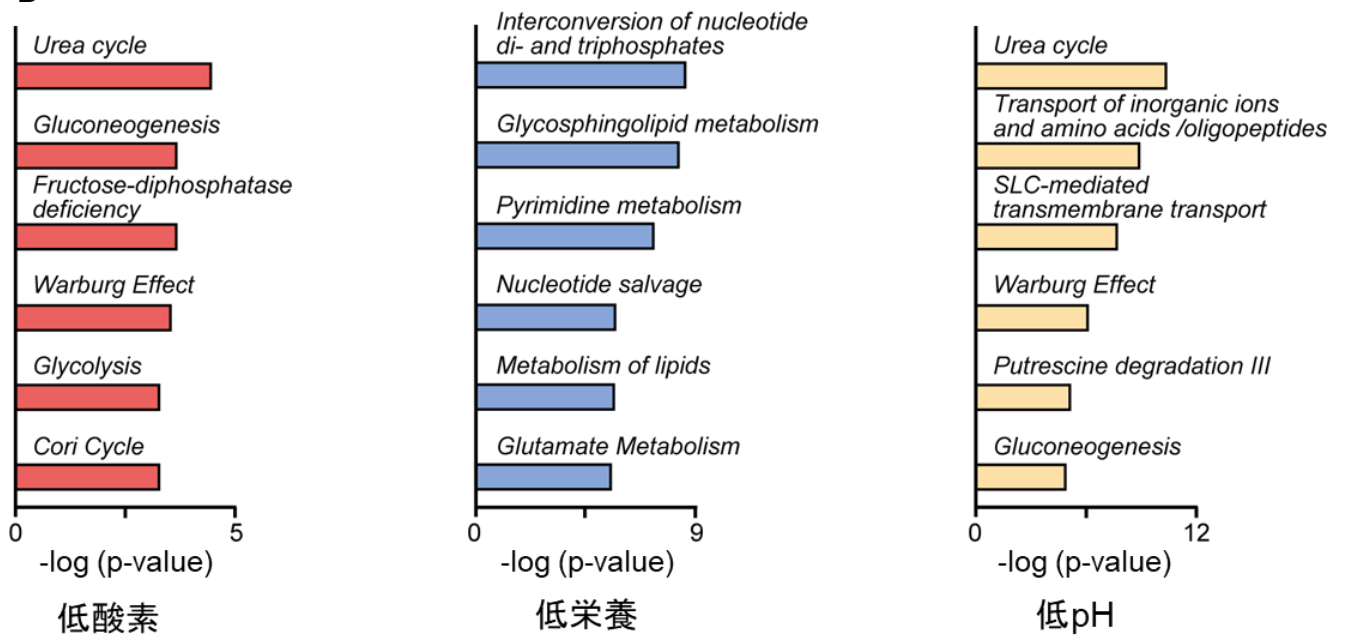 Urea cycle
Gluconeogenesis
Fructose-diphosphatase
deficiency
Warburg Effect
Glycolysis
Cori Cycle
0
5
-log (p-value)
低酸素
Interconversion of nucleotide
di- and triphosphates
Glycosphingolipid metabolism
Pyrimidine metabolism
Nucleotide salvage
Metabolism of lipids
Glutamate Metabolism
0
9
-log (p-value)
低栄養
Urea cycle
Transport of inorganic ions
and amino acids /oligopeptides
SLC-mediated
transmembrane transport
Warburg Effect
Putrescine degradation III
Gluconeogenesis
0
12
-log (p-value)
低pH